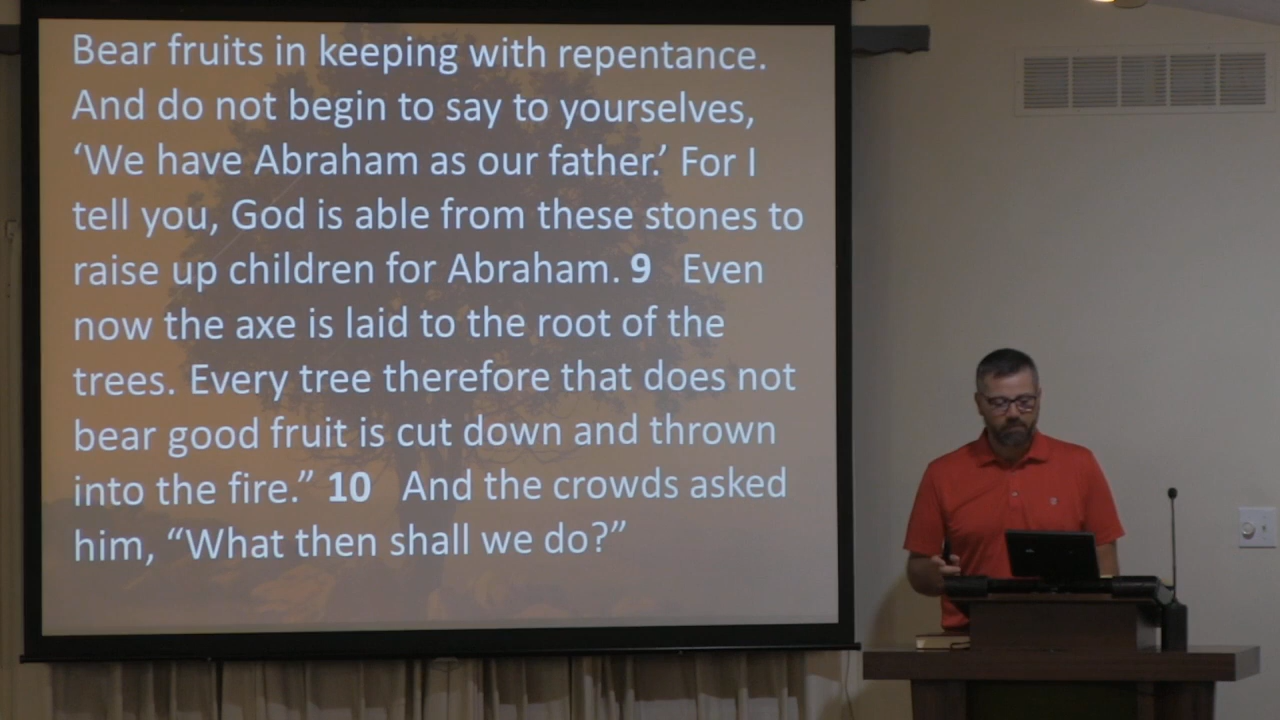 Bear fruits in keeping with repentance.
And do not begin to say to yourselves,
‘We have Abraham as our father.’ For I
tell you, God is able from these stones to
raise up children for Abraham. 9 Even
now the axe is laid to the root of the
trees. Every tree therefore that does not
bear good fruit is cut down and thrown
into the fire.” 10 And the crowds asked
him, “What then shall we do?”